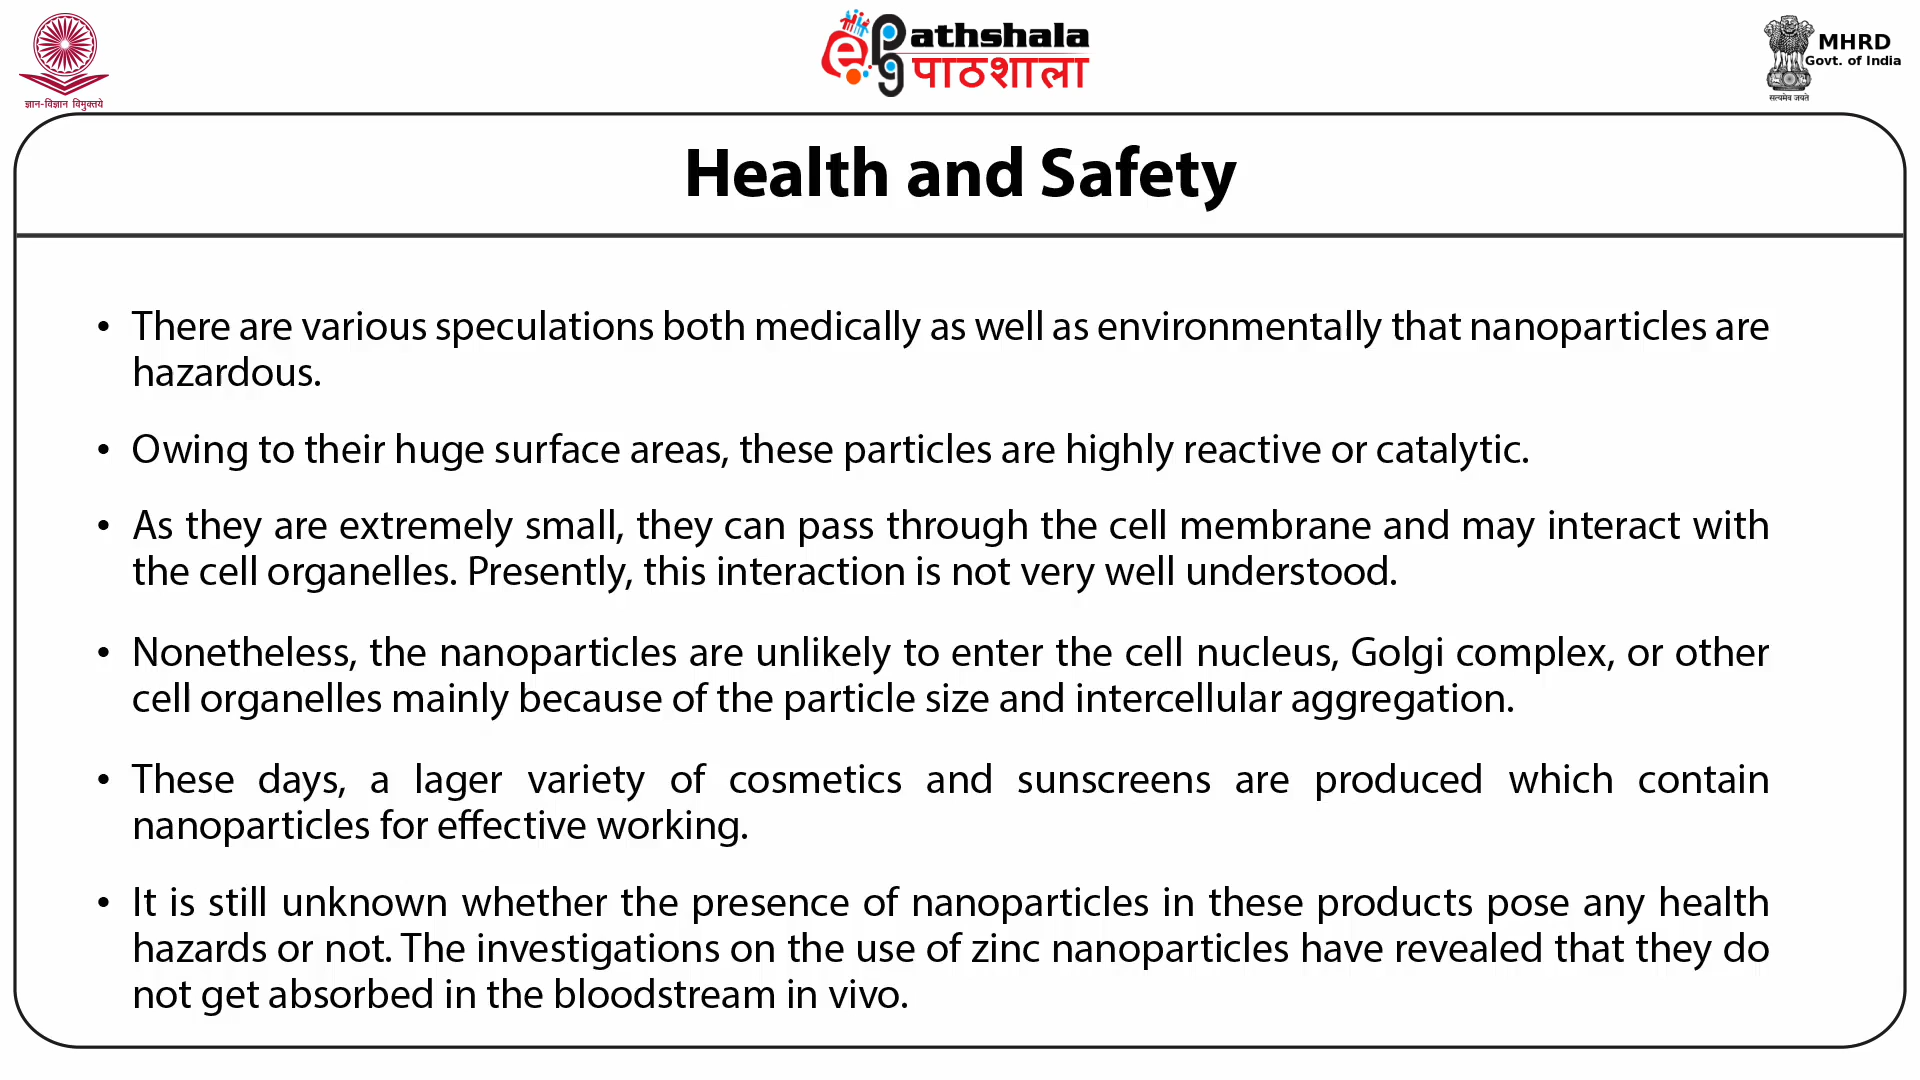 ज्ञान-विज्ञान विमुक्तये
ePathshala
पाठशाला
MHRD
Govt. of India
सत्यमेव जयते
Health and Safety
• There are various speculations both medically as well as environmentally that nanoparticles are
hazardous.
• Owing to their huge surface areas, these particles are highly reactive or catalytic.
• As they are extremely small, they can pass through the cell membrane and may interact with
the cell organelles. Presently, this interaction is not very well understood.
• Nonetheless, the nanoparticles are unlikely to enter the cell nucleus, Golgi complex, or other
cell organelles mainly because of the particle size and intercellular aggregation.
• These days, a lager variety of cosmetics and sunscreens are produced which contain
nanoparticles for effective working.
• It is still unknown whether the presence of nanoparticles in these products pose any health
hazards or not. The investigations on the use of zinc nanoparticles have revealed that they do
not get absorbed in the bloodstream in vivo.